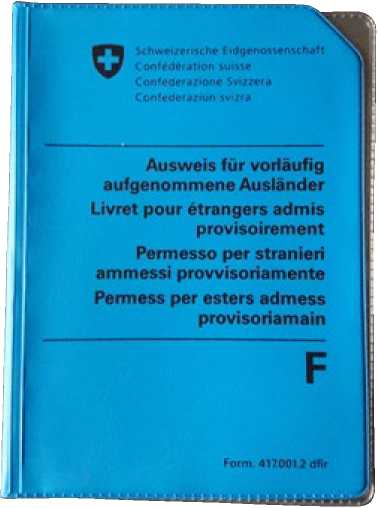 Schweizerische Eidgenossenschaft
Confédération suisse
Confederazione Svizzera
Confederaziun svizra
Ausweis für vorläufig
aufgenommene Ausländer
Livret pour étrangers admis
provisoirement
Permesso per stranieri
ammessi provvisoriamente
Permess per esters admess
provisoriamain
F
Form. 417.001.2 dfir